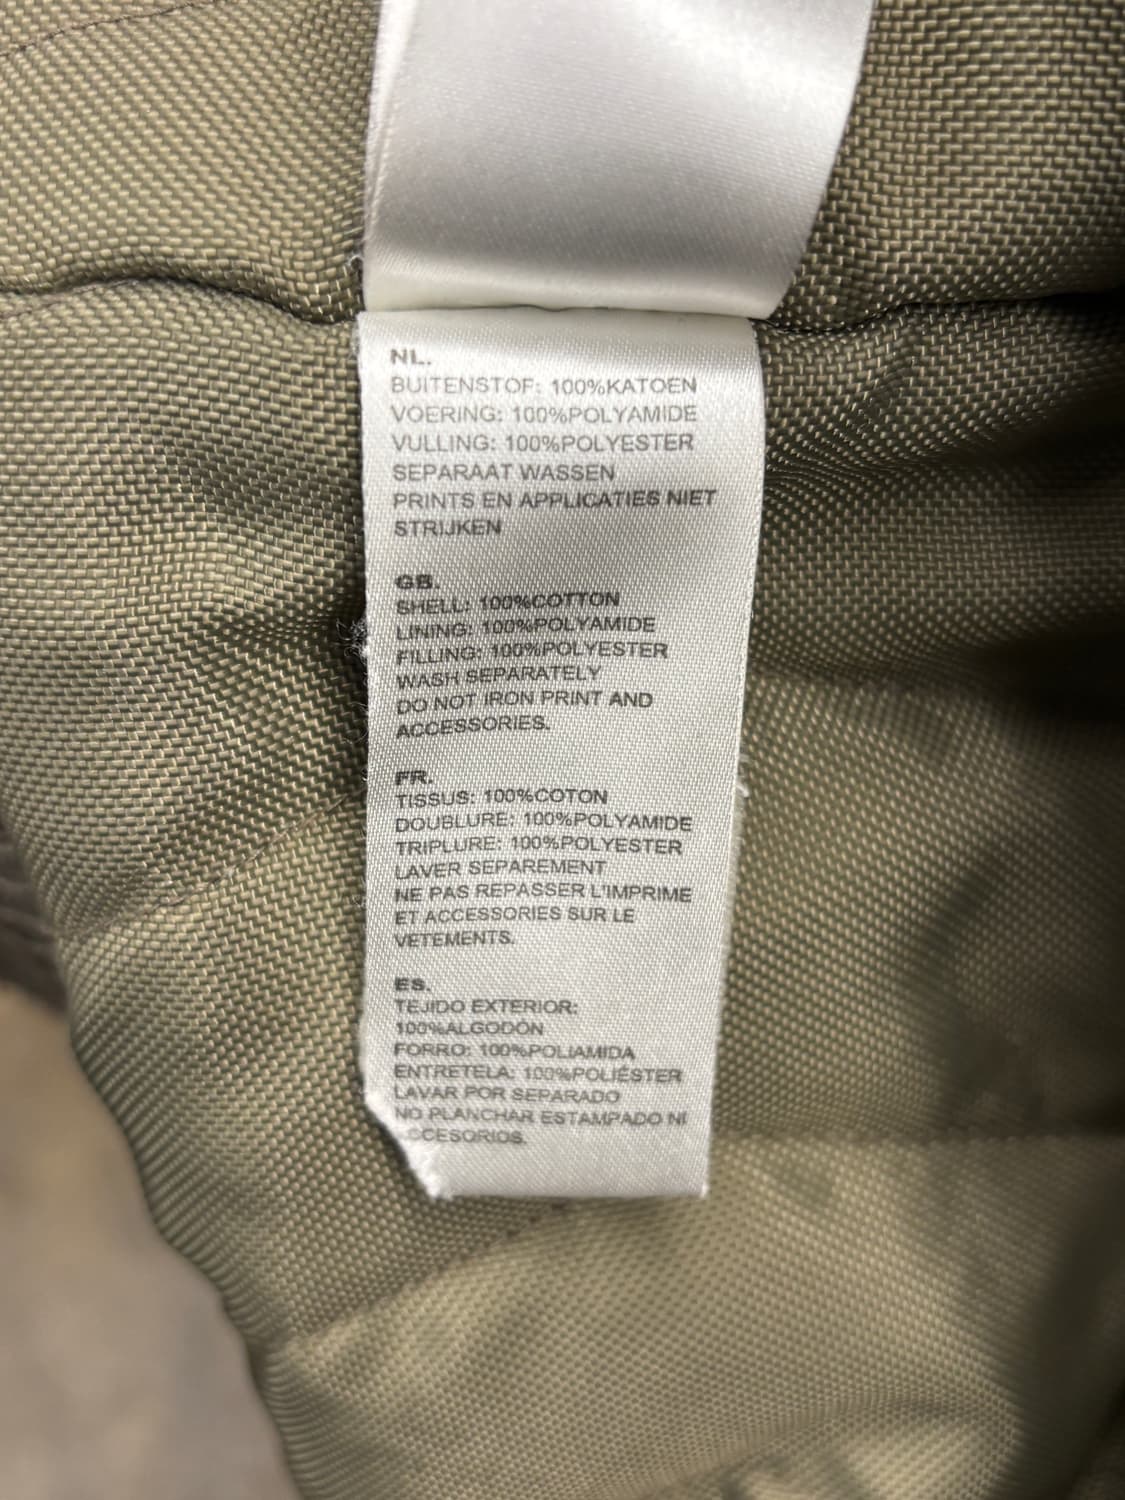 NL.
BUITENSTOF: 100%KATOEN
VOERING: 100%POLYAMIDE
VULLING: 100%POLYESTER
SEPARAAT WASSEN
PRINTS EN APPLICATIES NIET
STRIJKEN
GB.
SHELL: 100%COTTON
LINING: 100%POLYAMIDE
FILLING: 100%POLYESTER
WASH SEPARATELY
DO NOT IRON PRINT AND
ACCESSORIES.
FR.
TISSUS: 100%COTON
DOUBLURE: 100%POLYAMIDE
TRIPLURE: 100%POLYESTER
LAVER SEPAREMENT
NE PAS REPASSER L'IMPRIME
ET ACCESSORIES SUR LE
VETEMENTS.
ES.
TEJIDO EXTERIOR:
100%ALGODÓN
FORRO: 100%POLIAMIDA
ENTRETELA: 100%POLIÉSTER
LAVAR POR SEPARADO
NO PLANCHAR ESTAMPADO NI
CCESORIOS.